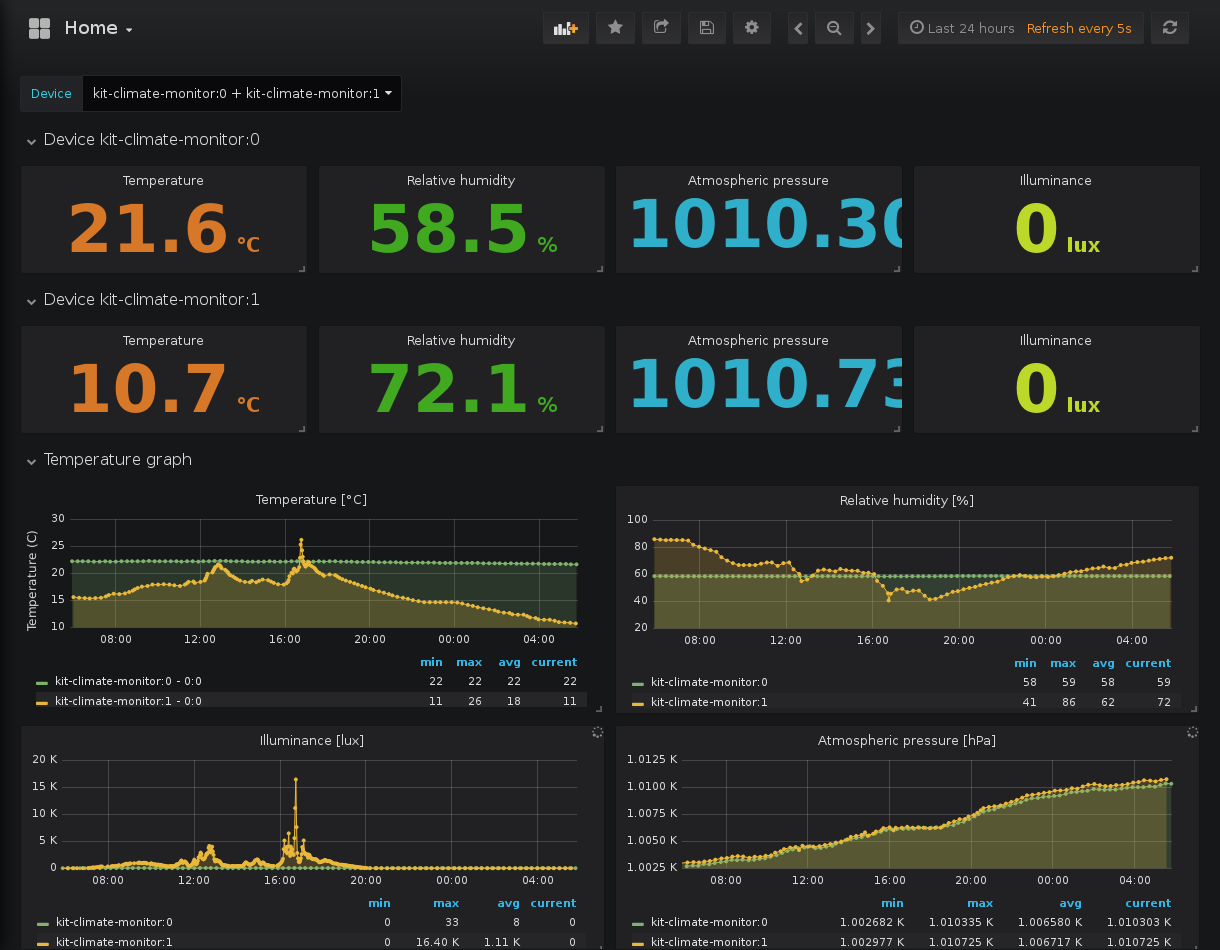 Home
Last 24 hours Refresh every 5s
Device kit-climate-monitor:0 + kit-climate-monitor:1
Device kit-climate-monitor:0
Temperature Relative humidity Atmospheric pressure Illuminance
21.6 °C 58.5 % 1010.30 0 lux
Device kit-climate-monitor:1
Temperature Relative humidity Atmospheric pressure Illuminance
10.7 °C 72.1 % 1010.73 0 lux
Temperature graph
Temperature [°C]
Temperature (C)
30
25
20
15
10
08:00 12:00 16:00 20:00 00:00 04:00
min max avg current
kit-climate-monitor:0 - 0:0 22 22 22 22
kit-climate-monitor:1 - 0:0 11 26 18 11
Relative humidity [%]
100
80
60
40
20
08:00 12:00 16:00 20:00 00:00 04:00
min max avg current
kit-climate-monitor:0 58 59 58 59
kit-climate-monitor:1 41 86 62 72
Illuminance [lux]
20 K
15 K
10 K
5 K
0
08:00 12:00 16:00 20:00 00:00 04:00
min max avg current
kit-climate-monitor:0 0 33 8 0
kit-climate-monitor:1 0 16.40 K 1.11 K 0
Atmospheric pressure [hPa]
1.0125 K
1.0100 K
1.0075 K
1.0050 K
1.0025 K
08:00 12:00 16:00 20:00 00:00 04:00
min max avg current
kit-climate-monitor:0 1.002682 K 1.010335 K 1.006580 K 1.010303 K
kit-climate-monitor:1 1.002977 K 1.010725 K 1.006717 K 1.010725 K